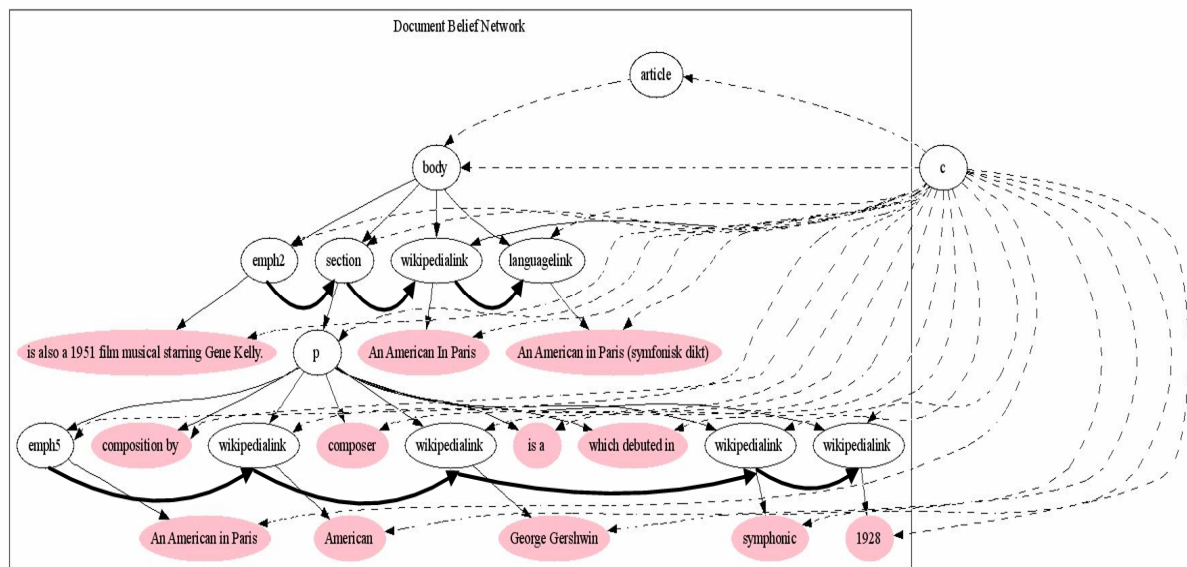 Document Belief Network
article
body
c
emph2
section
wikipedialink
languagelink
is also a 1951 film musical starring Gene Kelly.
p
An American In Paris
An American in Paris (symfonisk dikt)
emph5
composition by
wikipedialink
composer
wikipedialink
is a
which debuted in
wikipedialink
wikipedialink
An American in Paris
American
George Gershwin
symphonic
1928